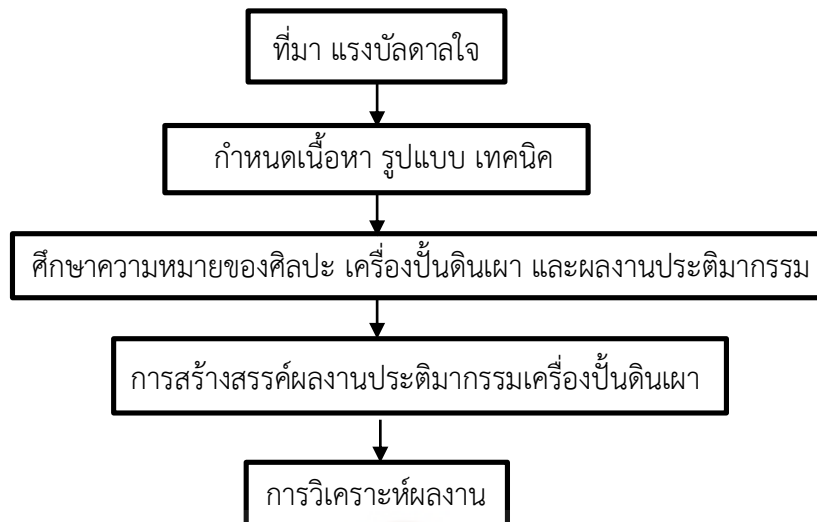 ที่มา แรงบัลดาลใจ
กำหนดเนื้อหา รูปแบบ เทคนิค
ศึกษาความหมายของศิลปะ เครื่องปั้นดินเผา และผลงานประติมากรรม
การสร้างสรรค์ผลงานประติมากรรมเครื่องปั้นดินเผา
การวิเคราะห์ผลงาน